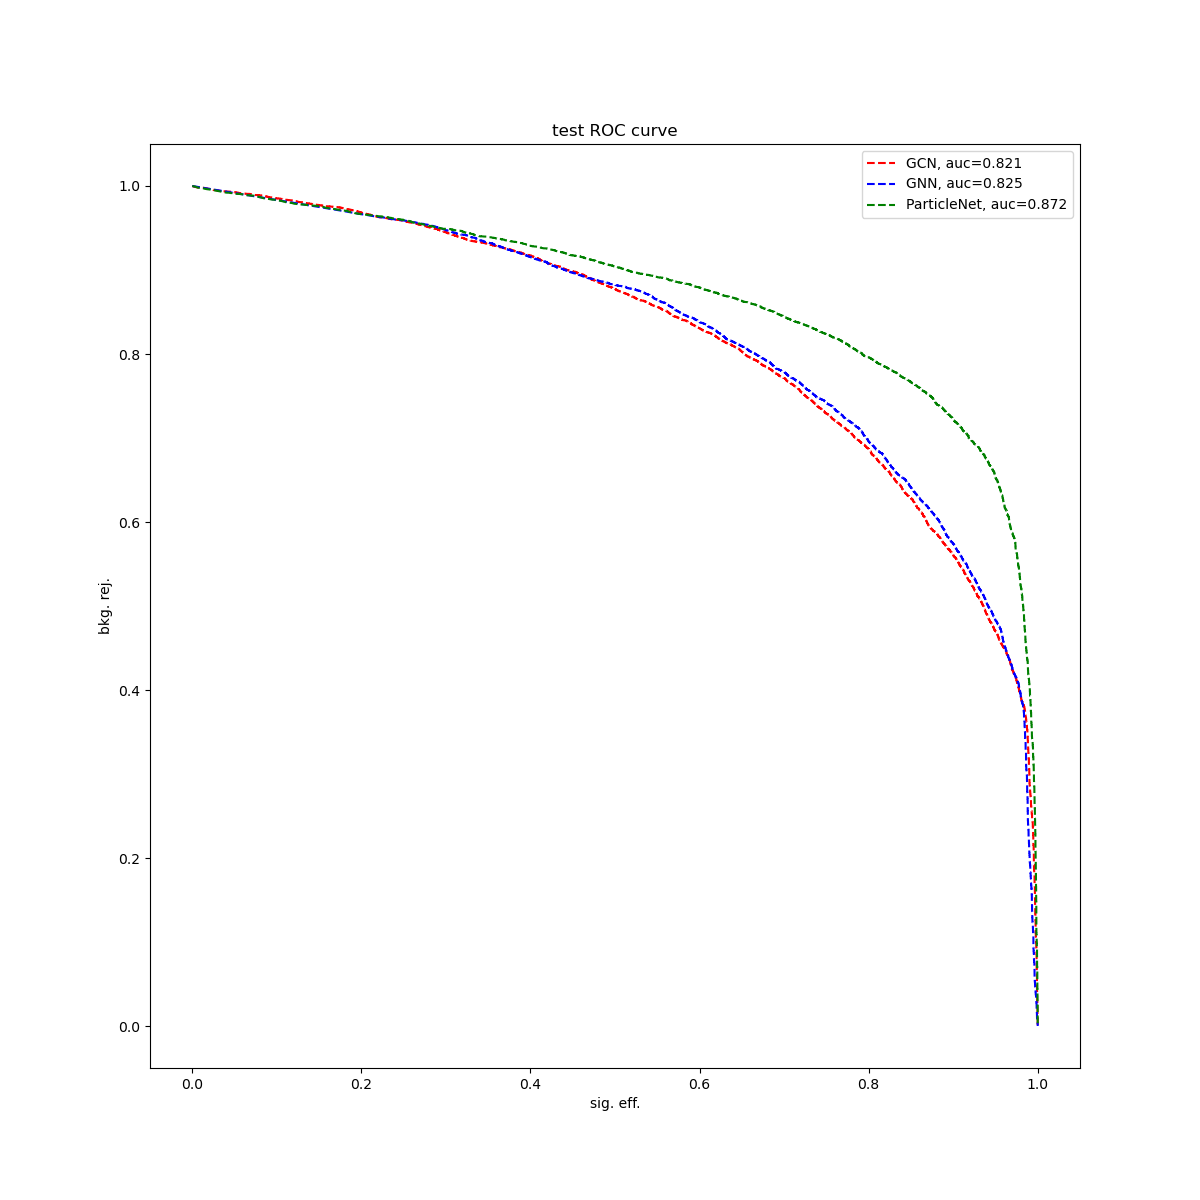 test ROC curve
GCN, auc=0.821
GNN, auc=0.825
ParticleNet, auc=0.872
1.0
0.8
0.6
0.4
0.2
0.0
bkg. rej.
0.0 0.2 0.4 0.6 0.8 1.0
sig. eff.